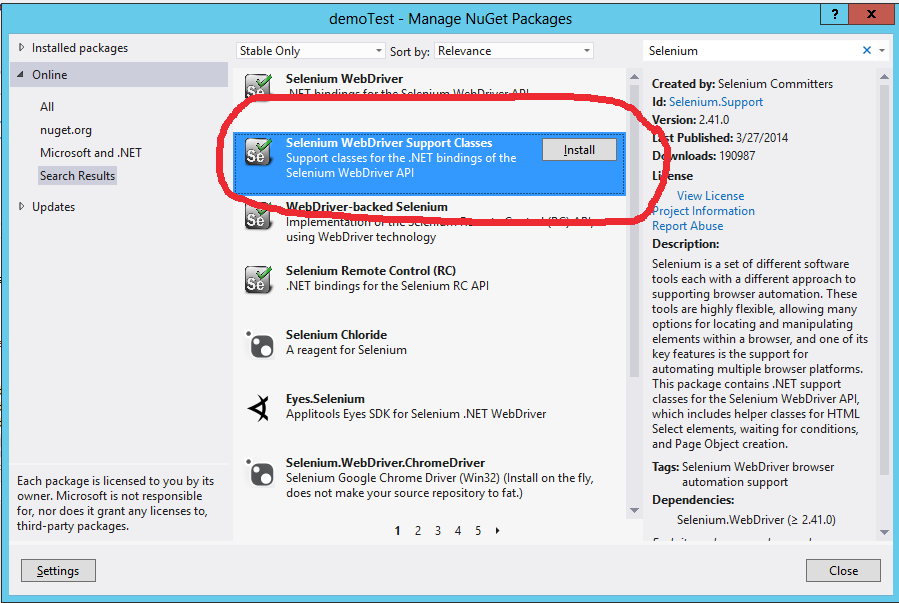 demoTest - Manage NuGet Packages
?
x
Installed packages
Online
All
nuget.org
Microsoft and .NET
Search Results
Updates
Each package is licensed to you by its
owner. Microsoft is not responsible
for, nor does it grant any licenses to,
third-party packages.
Settings
Stable Only
Sort by: Relevance
Se
Selenium WebDriver
.NET bindings for the Selenium WebDriver API
Se
Selenium WebDriver Support Classes
Support classes for the .NET bindings of the
Selenium WebDriver API
Install
Se
WebDriver-backed Selenium
Implementation of the Selenium Remote Control (RC) API
using WebDriver technology
Se
Selenium Remote Control (RC)
.NET bindings for the Selenium RC API
Selenium Chloride
A reagent for Selenium
Eyes.Selenium
Applitools Eyes SDK for Selenium .NET WebDriver
Selenium.WebDriver.ChromeDriver
Selenium Google Chrome Driver (Win32) (Install on the fly,
does not make your source repository to fat.)
1 2 3 4 5
Selenium
Created by: Selenium Committers
Id: Selenium.Support
Version: 2.41.0
Last Published: 3/27/2014
Downloads: 190987
License
View License
Project Information
Report Abuse
Description:
Selenium is a set of different software
tools each with a different approach to
supporting browser automation. These
tools are highly flexible, allowing many
options for locating and manipulating
elements within a browser, and one of its
key features is the support for
automating multiple browser platforms.
This package contains .NET support
classes for the Selenium WebDriver API,
which includes helper classes for HTML
Select elements, waiting for conditions,
and Page Object creation.
Tags: Selenium WebDriver browser
automation support
Dependencies:
Selenium.WebDriver (≥ 2.41.0)
Close